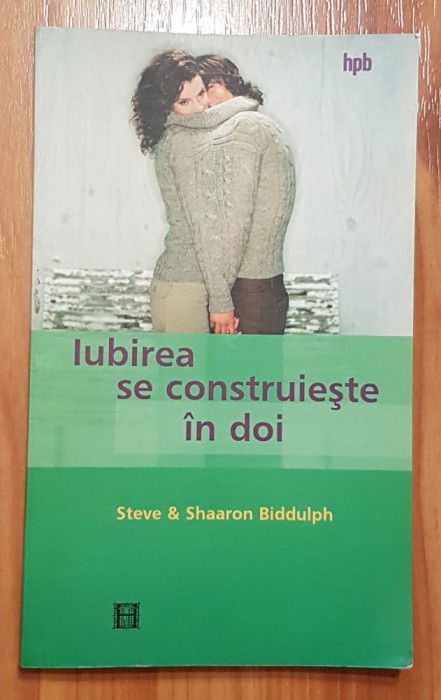 hpb
Iubirea
se construieşte
în doi
Steve & Shaaron Biddulph